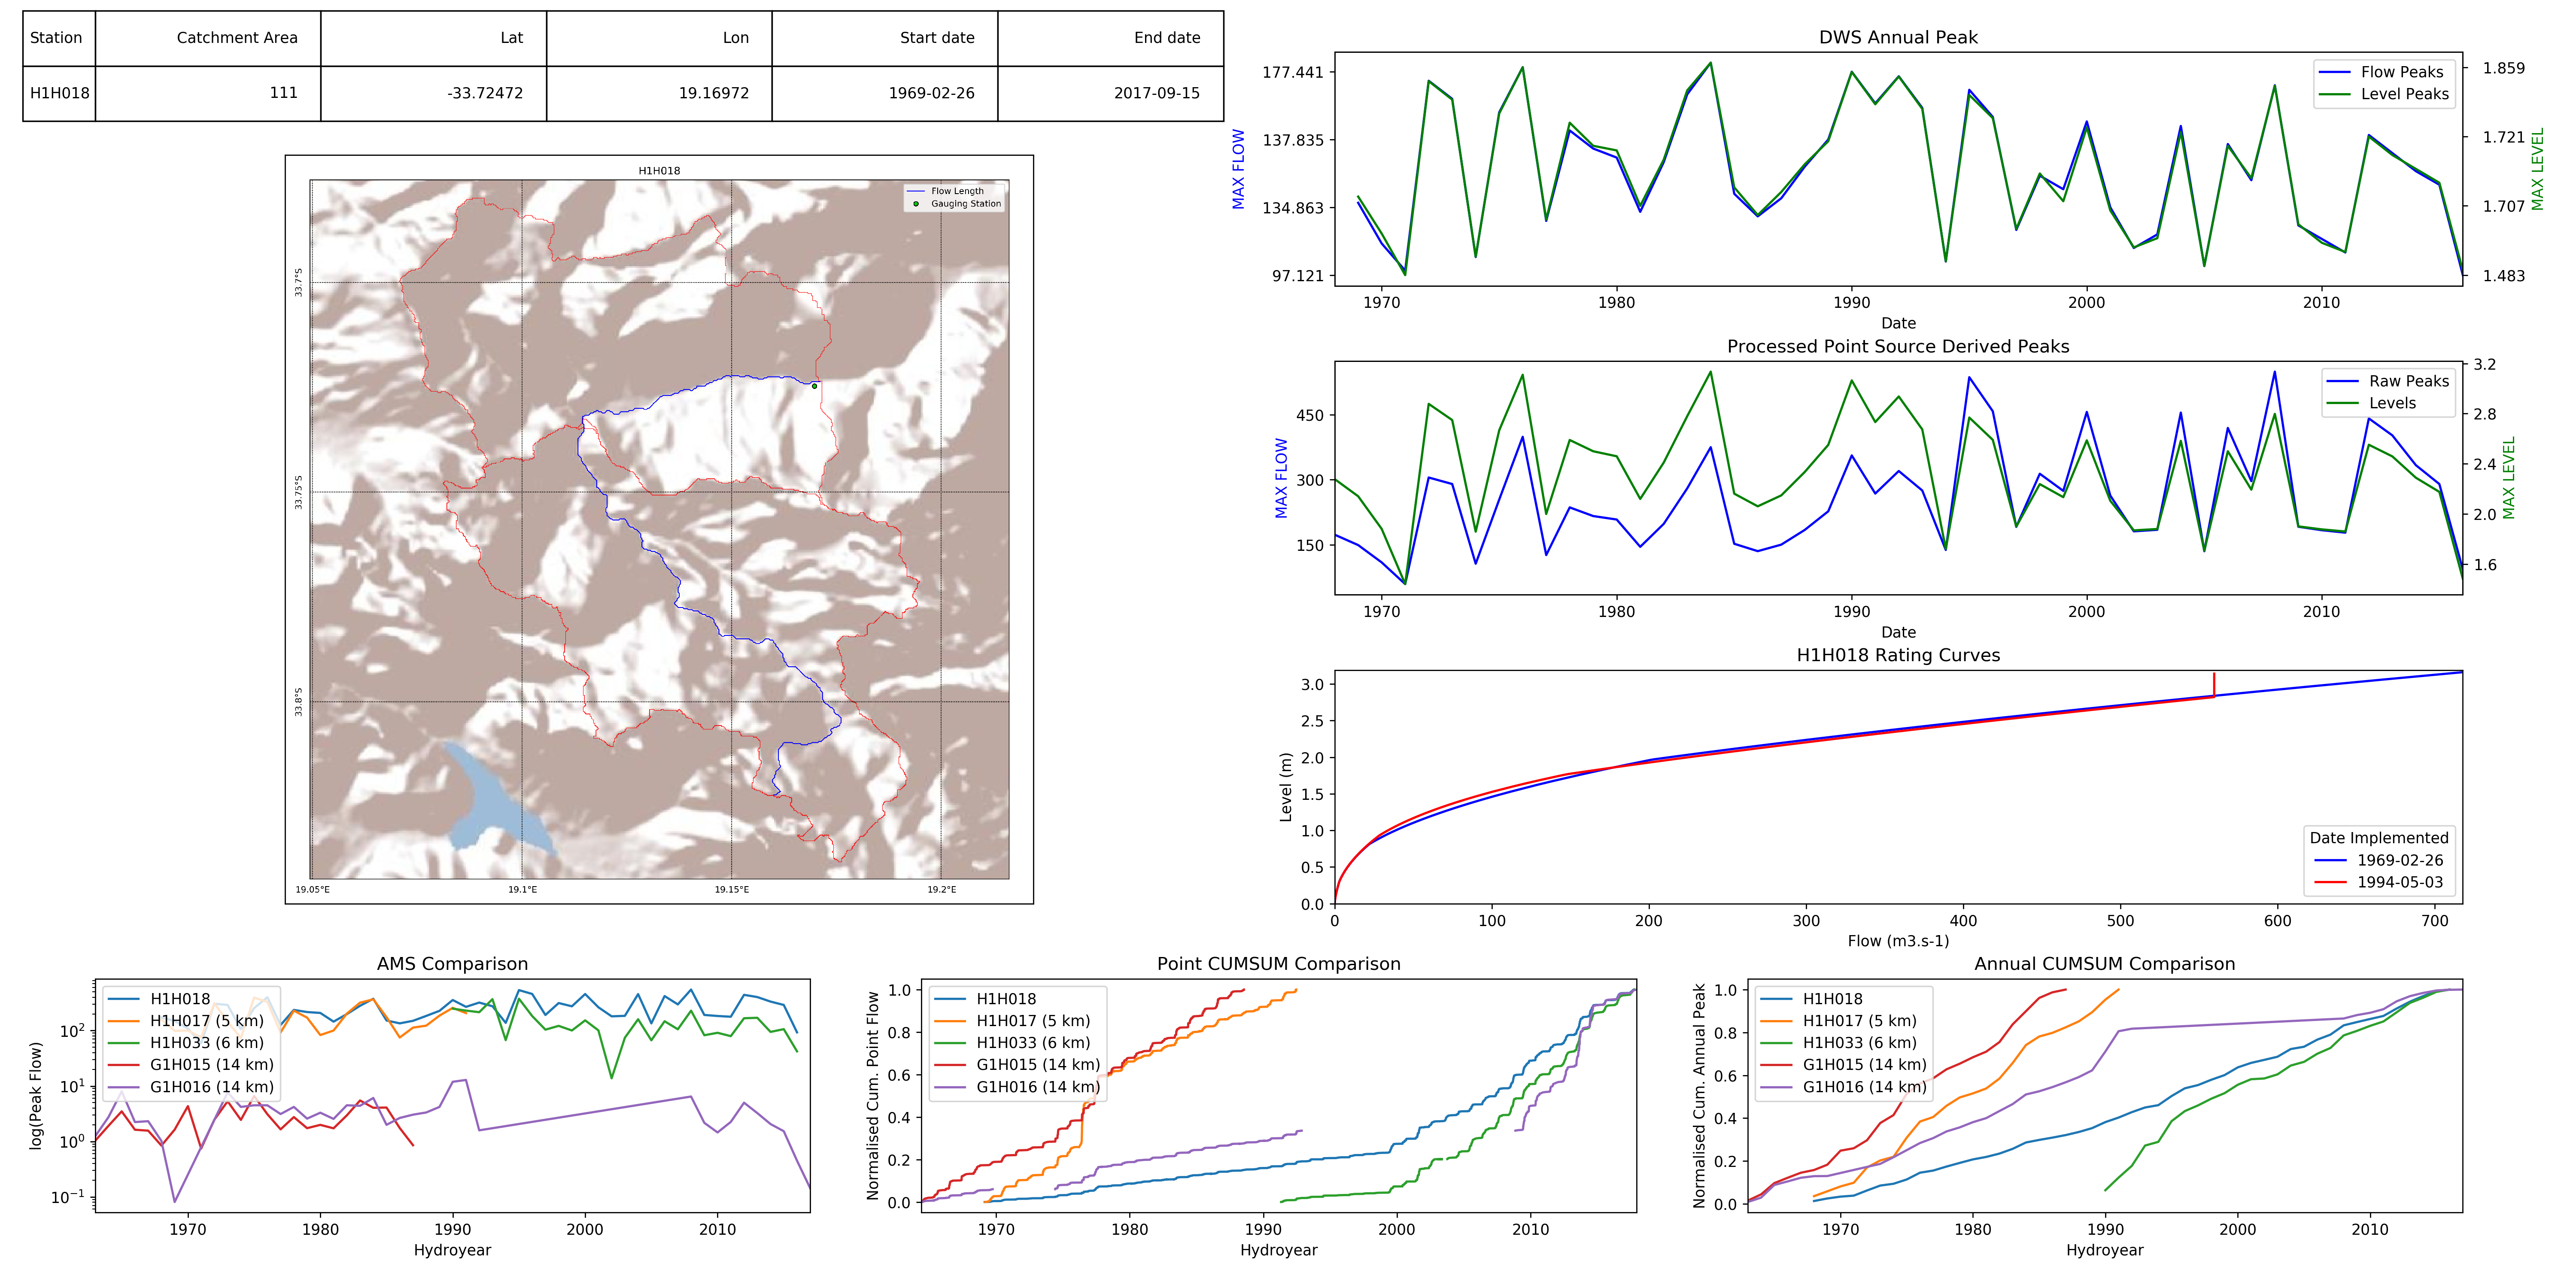 Station Catchment Area Lat Lon Start date End date
H1H018 111 -33.72472 19.16972 1969-02-26 2017-09-15
H1H018
Flow Length
Gauging Station
33.7°S
33.75°S
33.8°S
19.05°E 19.1°E 19.15°E 19.2°E
DWS Annual Peak
MAX FLOW
177.441
137.835
134.863
97.121
Flow Peaks
Level Peaks
1.859
1.721
1.707
1.483
MAX LEVEL
1970 1980 1990 2000 2010
Date
Processed Point Source Derived Peaks
MAX FLOW
450
300
150
Raw Peaks
Levels
3.2
2.8
2.4
2.0
1.6
MAX LEVEL
1970 1980 1990 2000 2010
Date
H1H018 Rating Curves
Level (m)
3.0
2.5
2.0
1.5
1.0
0.5
0.0
Date Implemented
1969-02-26
1994-05-03
0 100 200 300 400 500 600 700
Flow (m3.s-1)
AMS Comparison
log(Peak Flow)
10²
10¹
10⁰
10⁻¹
H1H018
H1H017 (5 km)
H1H033 (6 km)
G1H015 (14 km)
G1H016 (14 km)
1970 1980 1990 2000 2010
Hydroyear
Point CUMSUM Comparison
Normalised Cum. Point Flow
1.0
0.8
0.6
0.4
0.2
0.0
H1H018
H1H017 (5 km)
H1H033 (6 km)
G1H015 (14 km)
G1H016 (14 km)
1970 1980 1990 2000 2010
Hydroyear
Annual CUMSUM Comparison
Normalised Cum. Annual Peak
1.0
0.8
0.6
0.4
0.2
0.0
H1H018
H1H017 (5 km)
H1H033 (6 km)
G1H015 (14 km)
G1H016 (14 km)
1970 1980 1990 2000 2010
Hydroyear